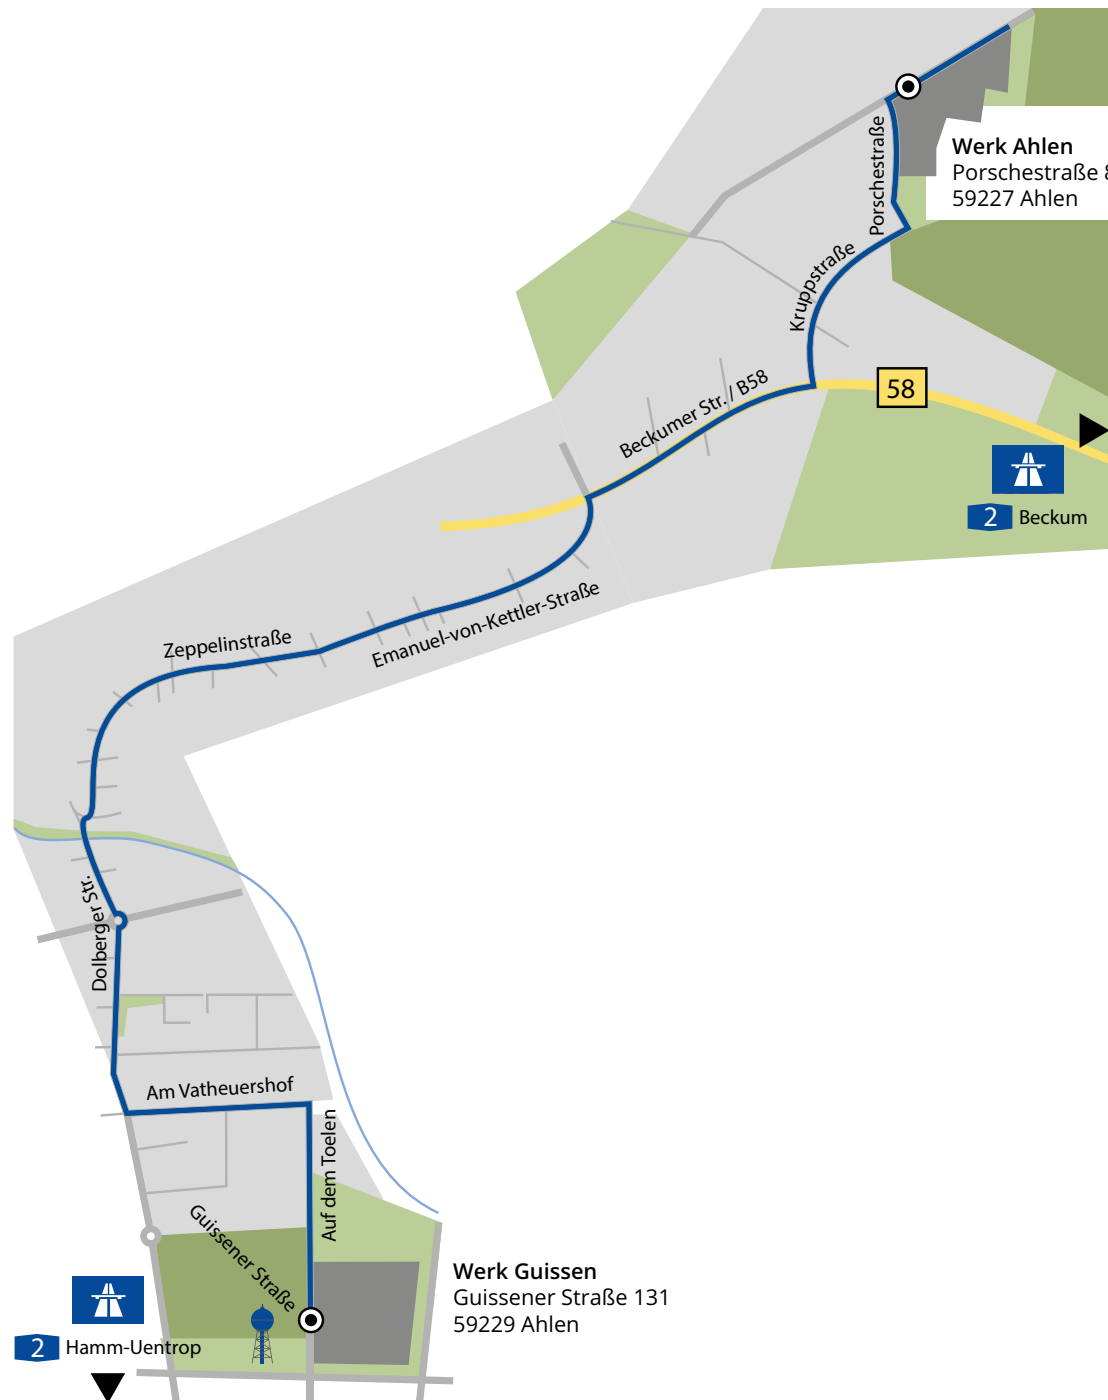 Porschestraße
Werk Ahlen
Porschestraße
59227 Ahlen
Kruppstraße
58
Beckumer Str. / B58
2 Beckum
Emanuel-von-Kettler-Straße
Zeppelinstraße
Dolberger Str.
Am Vatheuershof
Auf dem Toelen
Guissener Straße
Werk Guissen
Guissener Straße 131
59229 Ahlen
2 Hamm-Uentrop